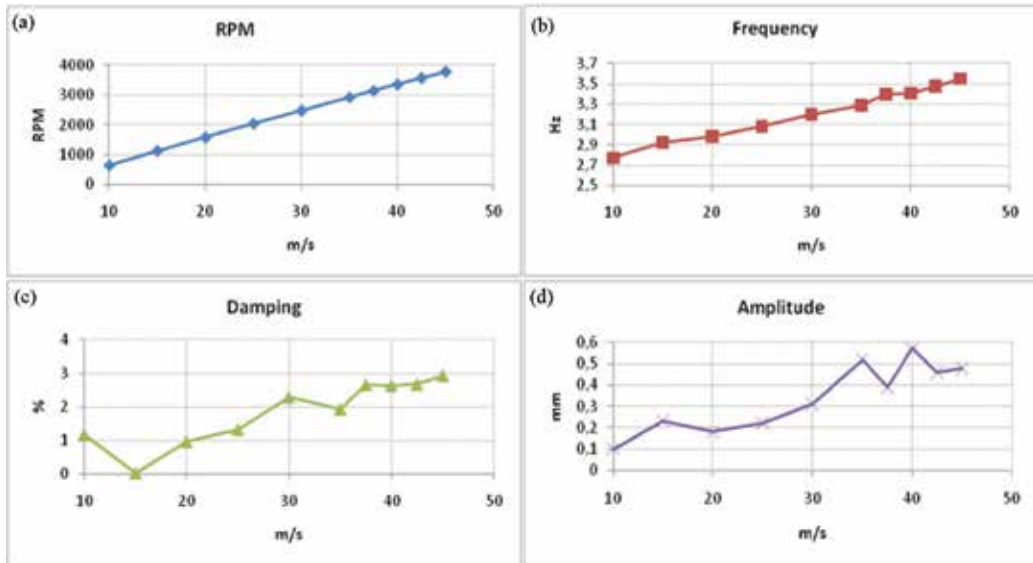 (a)
RPM
4000
3000
2000
1000
0
RPM
10 20 30 40 50
m/s
(b)
Frequency
3,7
3,5
3,3
3,1
2,9
2,7
2,5
Hz
10 20 30 40 50
m/s
(c)
Damping
4
3
2
1
0
%
10 20 30 40 50
m/s
(d)
Amplitude
0,6
0,5
0,4
0,3
0,2
0,1
0
mm
10 20 30 40 50
m/s